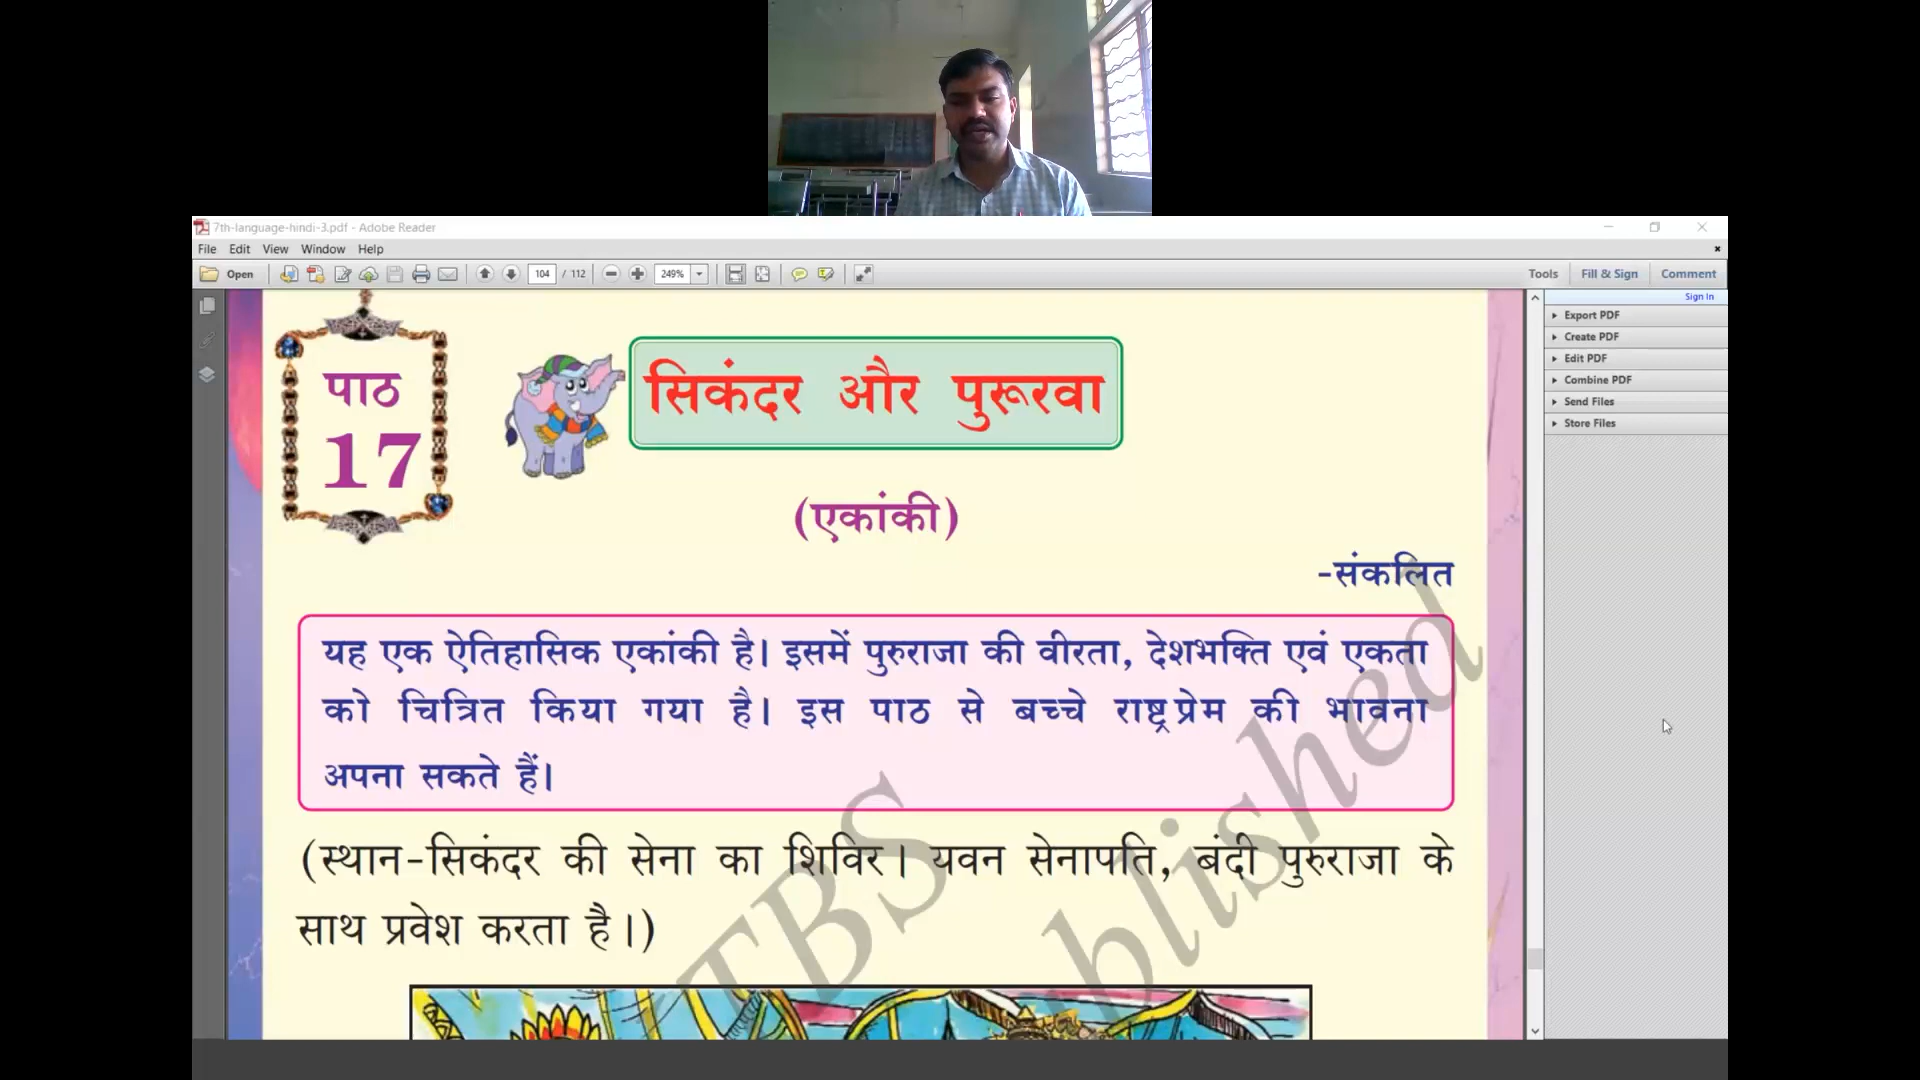 7th-language-hindi-3.pdf - Adobe Reader
File Edit View Window Help
Open 104 / 112 249% Tools Fill & Sign Comment
Sign In
Export PDF
Create PDF
Edit PDF
Combine PDF
Send Files
Store Files
पाठ
17
सिकंदर और पुरूरवा
(एकांकी)
-संकलित
यह एक ऐतिहासिक एकांकी है। इसमें पुरुराजा की वीरता, देशभक्ति एवं एकता
को चित्रित किया गया है। इस पाठ से बच्चे राष्ट्रप्रेम की भावना
अपना सकते हैं।
(स्थान-सिकंदर की सेना का शिविर। यवन सेनापति, बंदी पुरुराजा के
साथ प्रवेश करता है।)
TBS
blished